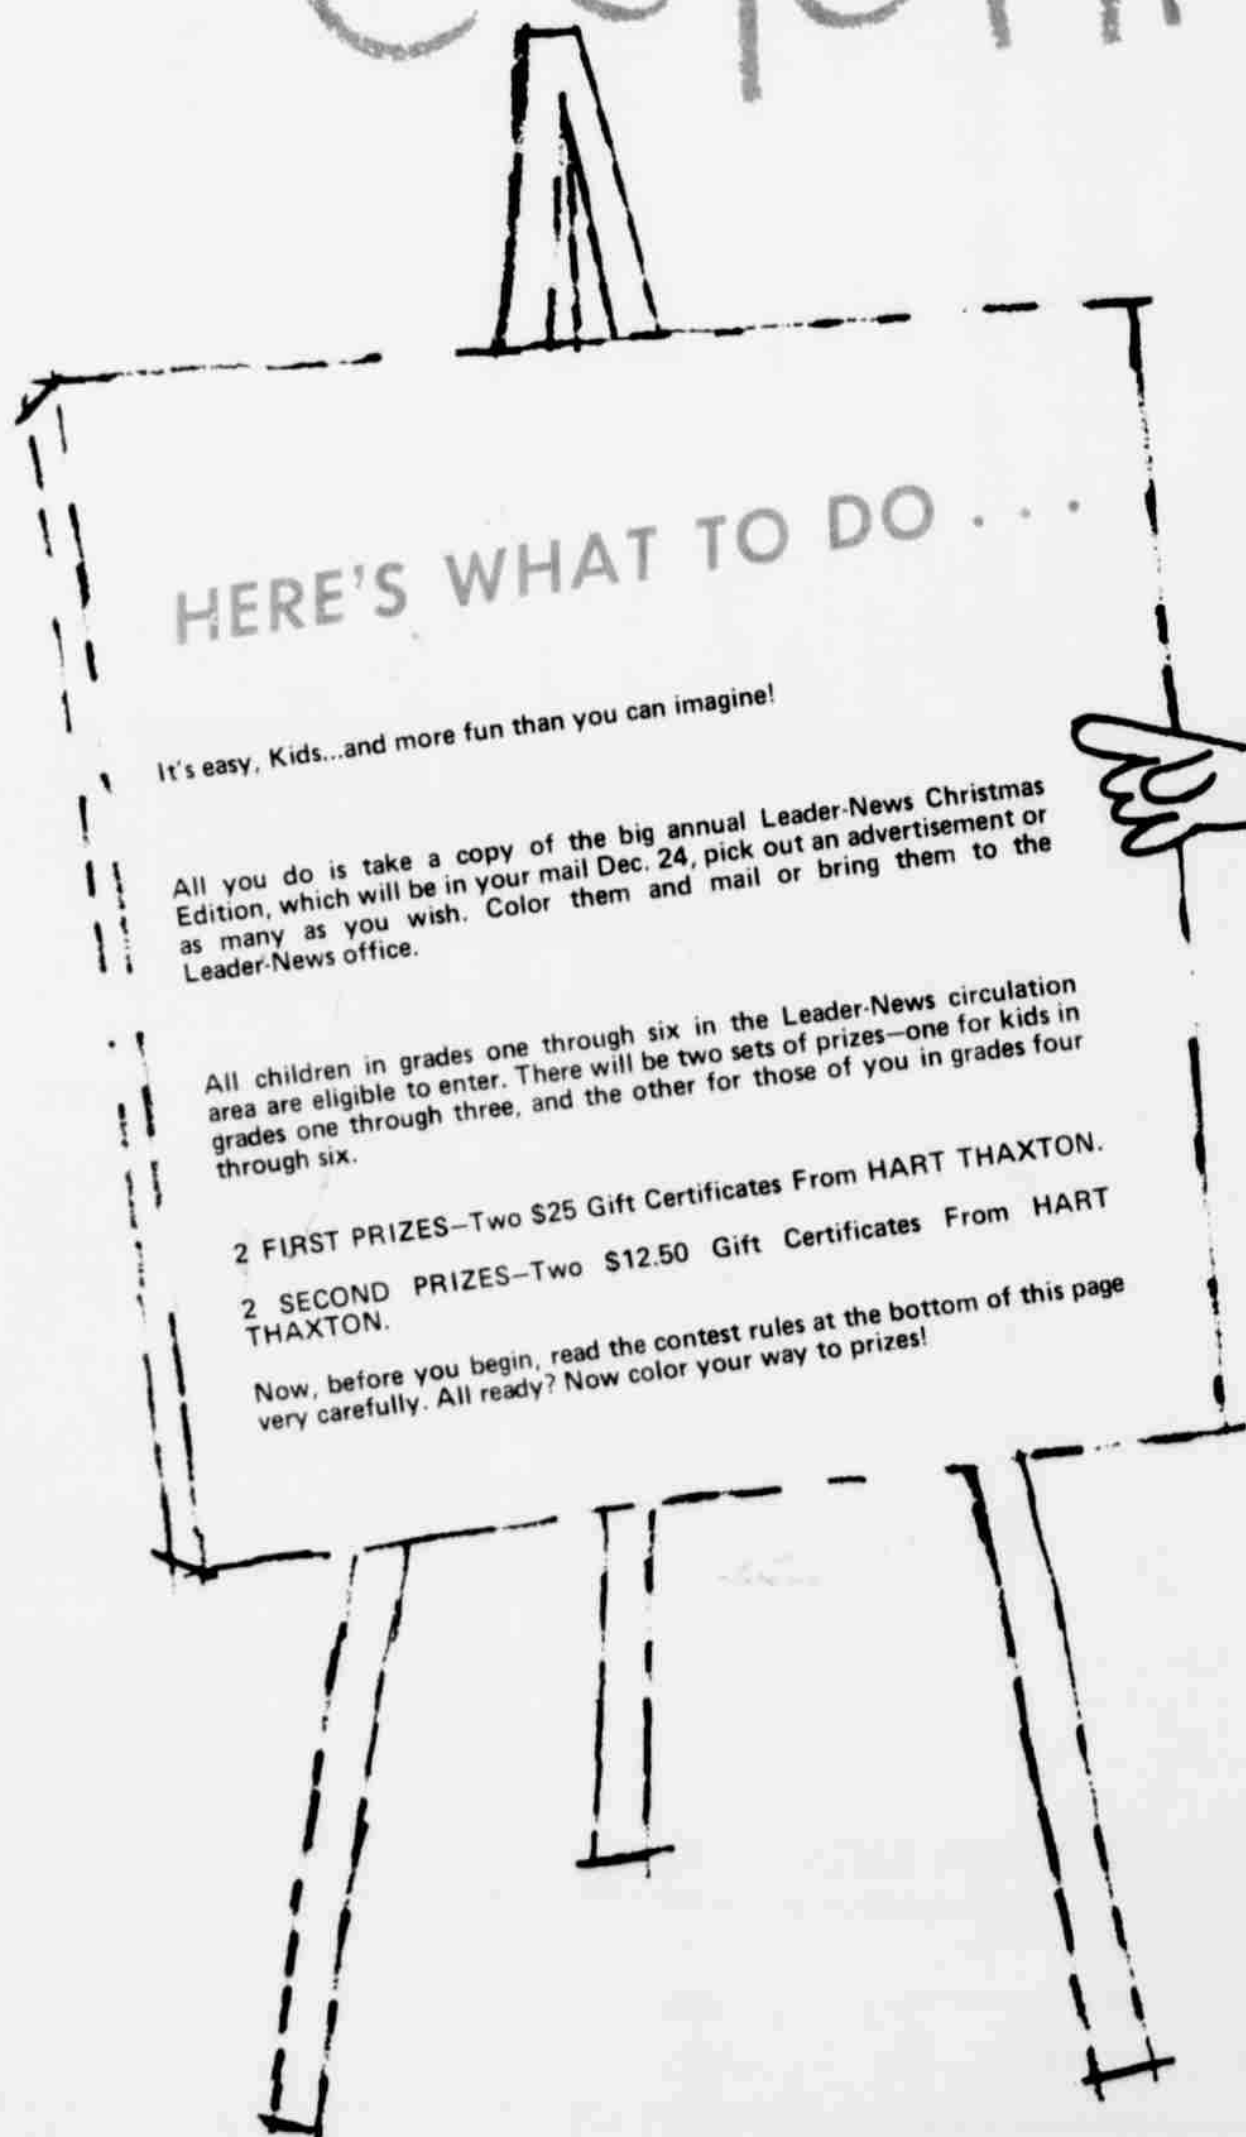 HERE'S WHAT TO DO . . .
It's easy, Kids...and more fun than you can imagine!
All you do is take a copy of the big annual Leader-News Christmas
Edition, which will be in your mail Dec. 24, pick out an advertisement or
as many as you wish. Color them and mail or bring them to the
Leader-News office.
All children in grades one through six in the Leader-News circulation
area are eligible to enter. There will be two sets of prizes—one for kids in
grades one through three, and the other for those of you in grades four
through six.
2 FIRST PRIZES—Two $25 Gift Certificates From HART THAXTON.
2 SECOND PRIZES—Two $12.50 Gift Certificates From HART
THAXTON.
Now, before you begin, read the contest rules at the bottom of this page
very carefully. All ready? Now color your way to prizes!